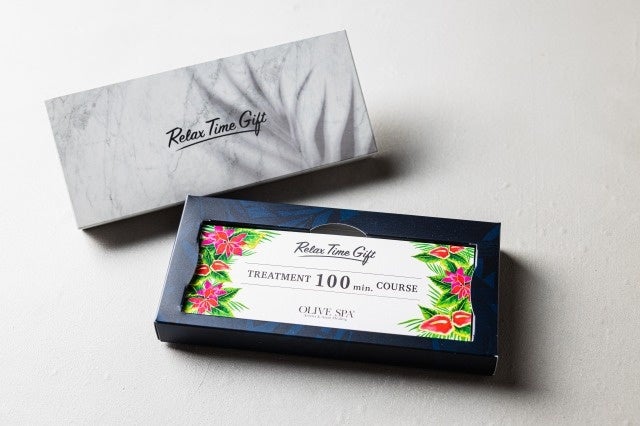 Relax Time Gift
Relax Time Gift
TREATMENT 100 min. COURSE
OLIVE SPA